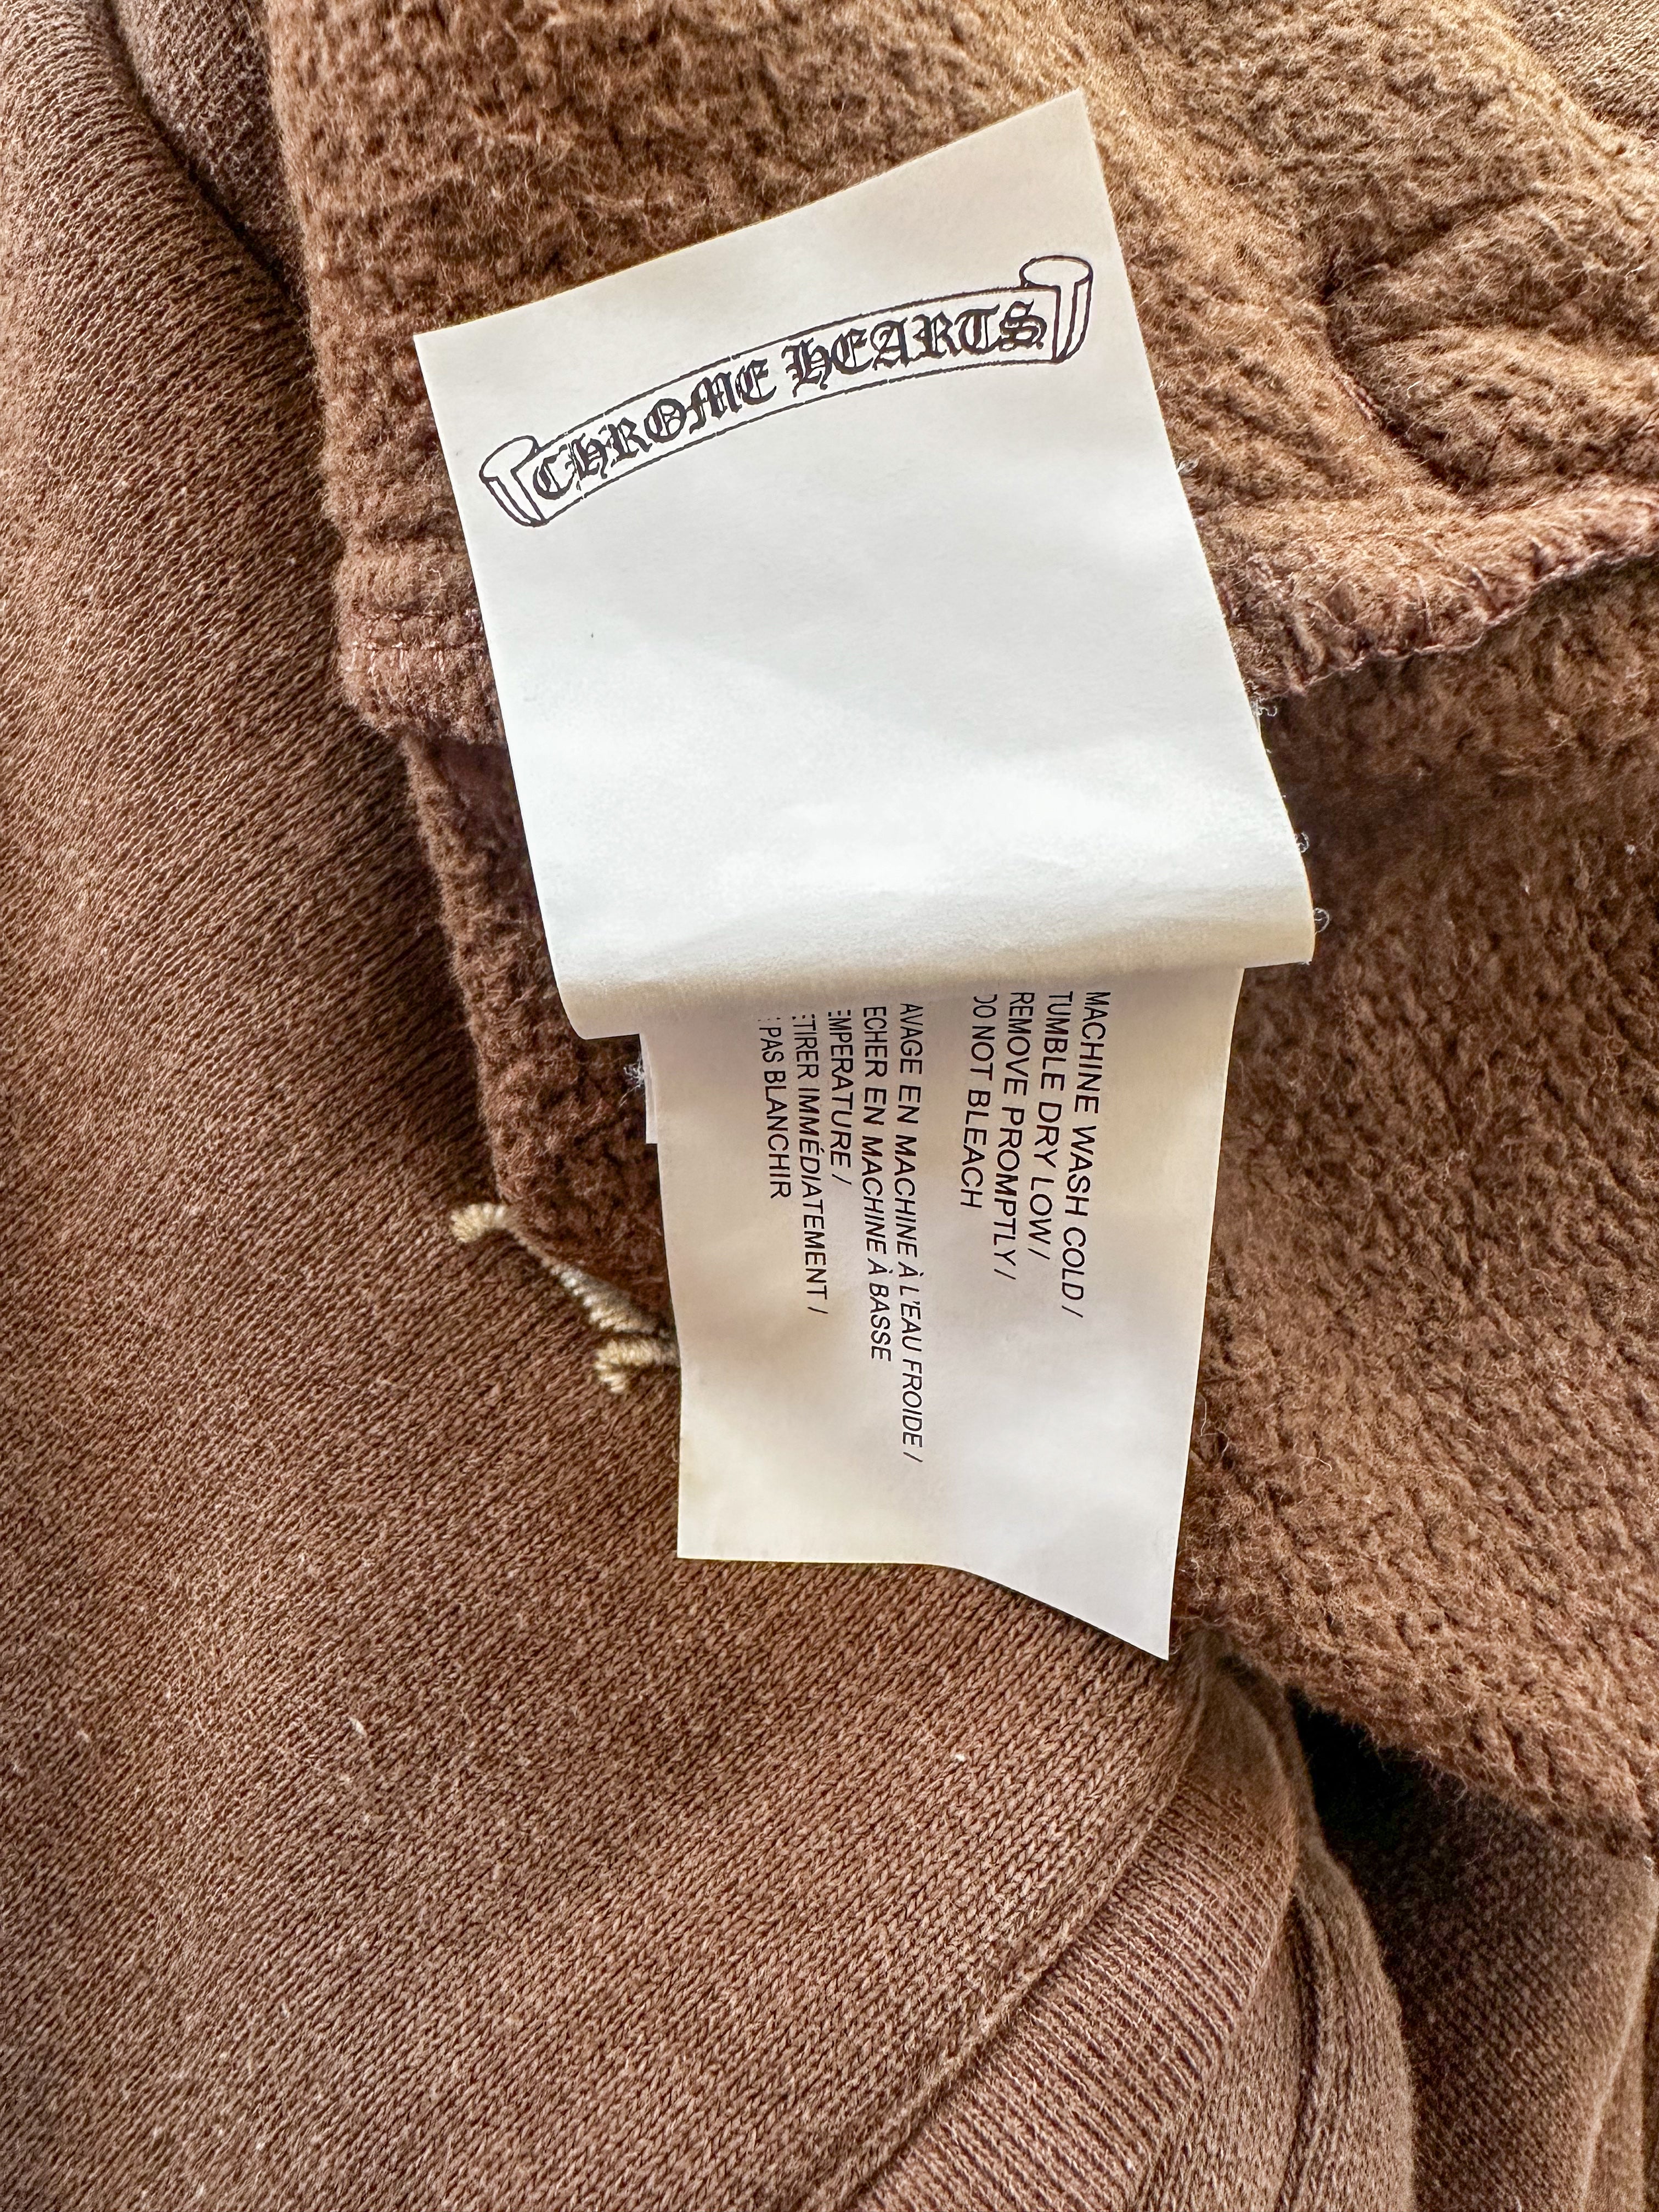 CHROME HEARTS
MACHINE WASH COLD /
TUMBLE DRY LOW /
REMOVE PROMPTLY /
DO NOT BLEACH
AVAGE EN MACHINE À L'EAU FROIDE /
ECHER EN MACHINE À BASSE
EMPERATURE /
ETIRER IMMÉDIATEMENT /
PAS BLANCHIR